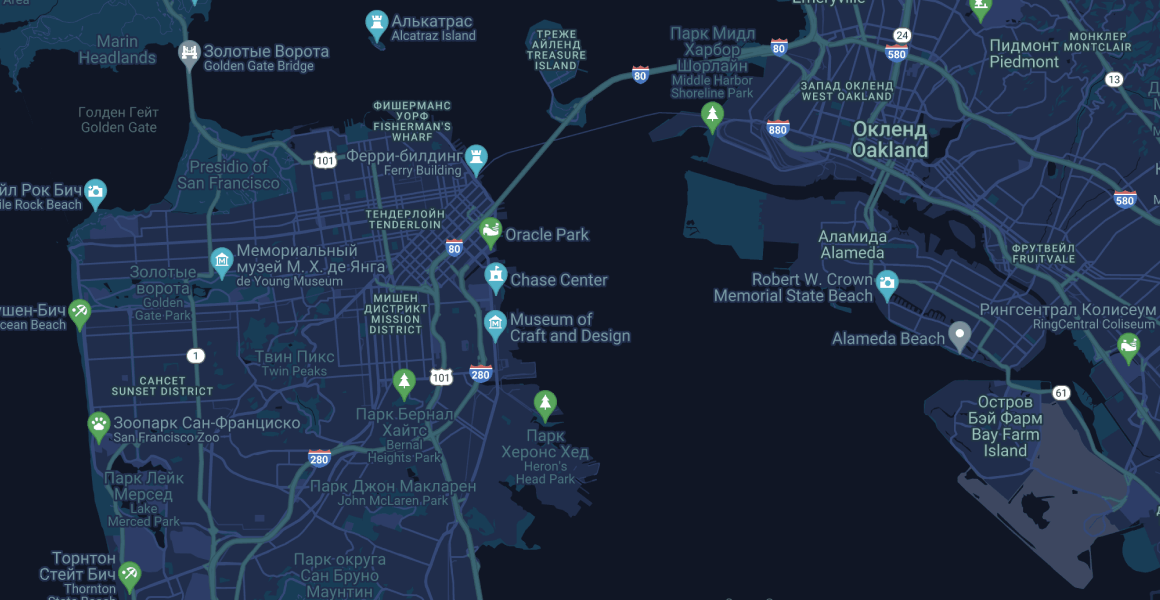 Emeryville
Area
Алькатрас
Alcatraz Island
Marin
Headlands
Золотые Ворота
Golden Gate Bridge
ТРЕЖЕ
АЙЛЕНД
TREASURE
ISLAND
80
Парк Мидл
Харбор
Шорлайн
Middle Harbor
Shoreline Park
80
24
580
Пидмонт
Piedmont
МОНКЛЕР
MONTCLAIR
13
ЗАПАД ОКЛЕНД
WEST OAKLAND
Голден Гейт
Golden Gate
ФИШЕРМАНС
УОРФ
FISHERMAN'S
WHARF
880
Окленд
Oakland
101
Ферри-билдинг
Ferry Building
Presidio of
San Francisco
йл Рок Бич
ile Rock Beach
580
ТЕНДЕРЛОЙН
TENDERLOIN
80
Oracle Park
Аламида
Alameda
ФРУТВЕЙЛ
FRUITVALE
Мемориальный
музей М. Х. де Янга
de Young Museum
Золотые
ворота
Golden
Gate Park
Chase Center
Robert W. Crown
Memorial State Beach
ушен-Бич
cean Beach
МИШЕН
ДИСТРИКТ
MISSION
DISTRICT
Museum of
Craft and Design
Рингсентрал Колисеум
RingCentral Coliseum
Alameda Beach
1
Твин Пикс
Twin Peaks
101
280
САНСЕТ
SUNSET DISTRICT
61
Остров
Бэй Фарм
Bay Farm
Island
Зоопарк Сан-Франциско
San Francisco Zoo
Парк Бернал
Хайтс
Bernal
Heights Park
Парк
Херонс Хед
Heron's
Head Park
280
Парк Лейк
Мерсед
Lake
Merced Park
Парк Джон Макларен
John McLaren Park
Торнтон
Стейт Бич
Thornton
State Beach
Парк округа
Сан Бруно
Маунтин